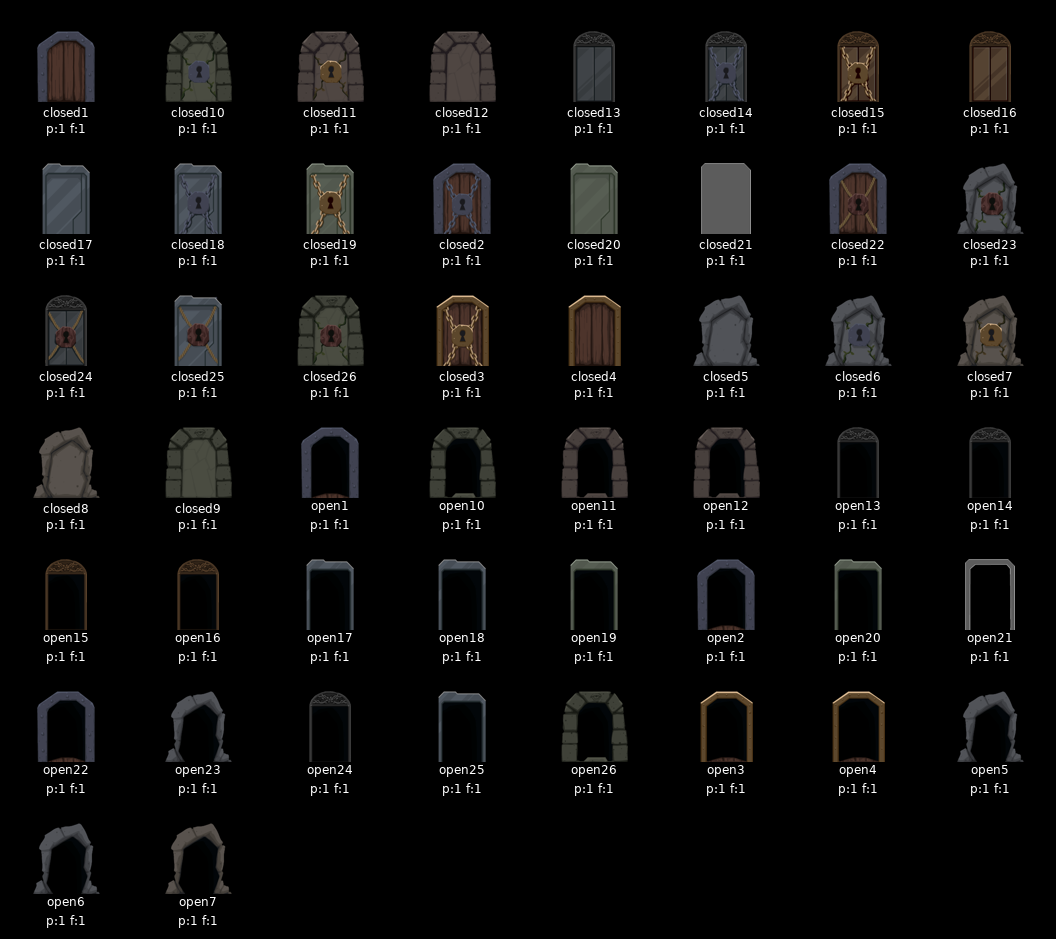 closed1 closed10 closed11 closed12 closed13 closed14 closed15 closed16
p:1 f:1 p:1 f:1 p:1 f:1 p:1 f:1 p:1 f:1 p:1 f:1 p:1 f:1 p:1 f:1
closed17 closed18 closed19 closed2 closed20 closed21 closed22 closed23
p:1 f:1 p:1 f:1 p:1 f:1 p:1 f:1 p:1 f:1 p:1 f:1 p:1 f:1 p:1 f:1
closed24 closed25 closed26 closed3 closed4 closed5 closed6 closed7
p:1 f:1 p:1 f:1 p:1 f:1 p:1 f:1 p:1 f:1 p:1 f:1 p:1 f:1 p:1 f:1
closed8 closed9 open1 open10 open11 open12 open13 open14
p:1 f:1 p:1 f:1 p:1 f:1 p:1 f:1 p:1 f:1 p:1 f:1 p:1 f:1 p:1 f:1
open15 open16 open17 open18 open19 open2 open20 open21
p:1 f:1 p:1 f:1 p:1 f:1 p:1 f:1 p:1 f:1 p:1 f:1 p:1 f:1 p:1 f:1
open22 open23 open24 open25 open26 open3 open4 open5
p:1 f:1 p:1 f:1 p:1 f:1 p:1 f:1 p:1 f:1 p:1 f:1 p:1 f:1 p:1 f:1
open6 open7
p:1 f:1 p:1 f:1